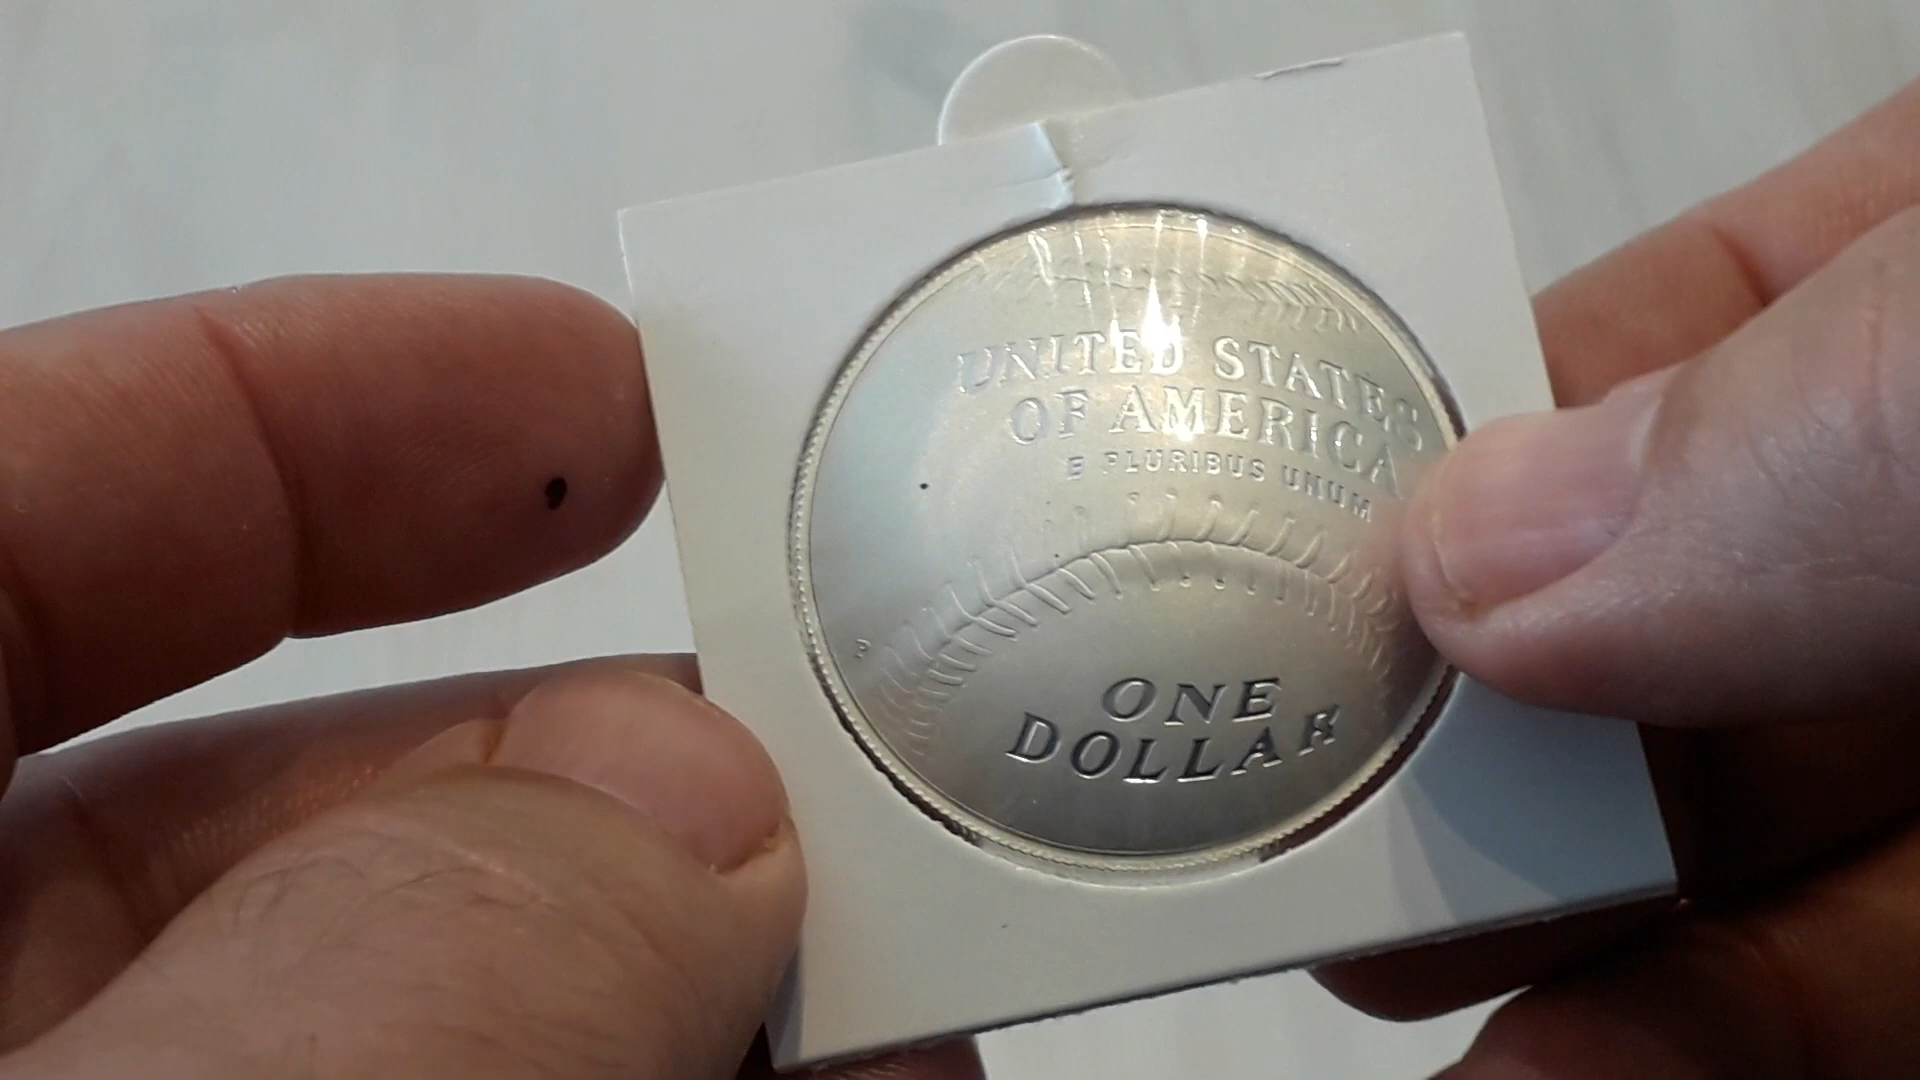 UNITED STATES
OF AMERICA
E PLURIBUS UNUM
P
ONE
DOLLAR